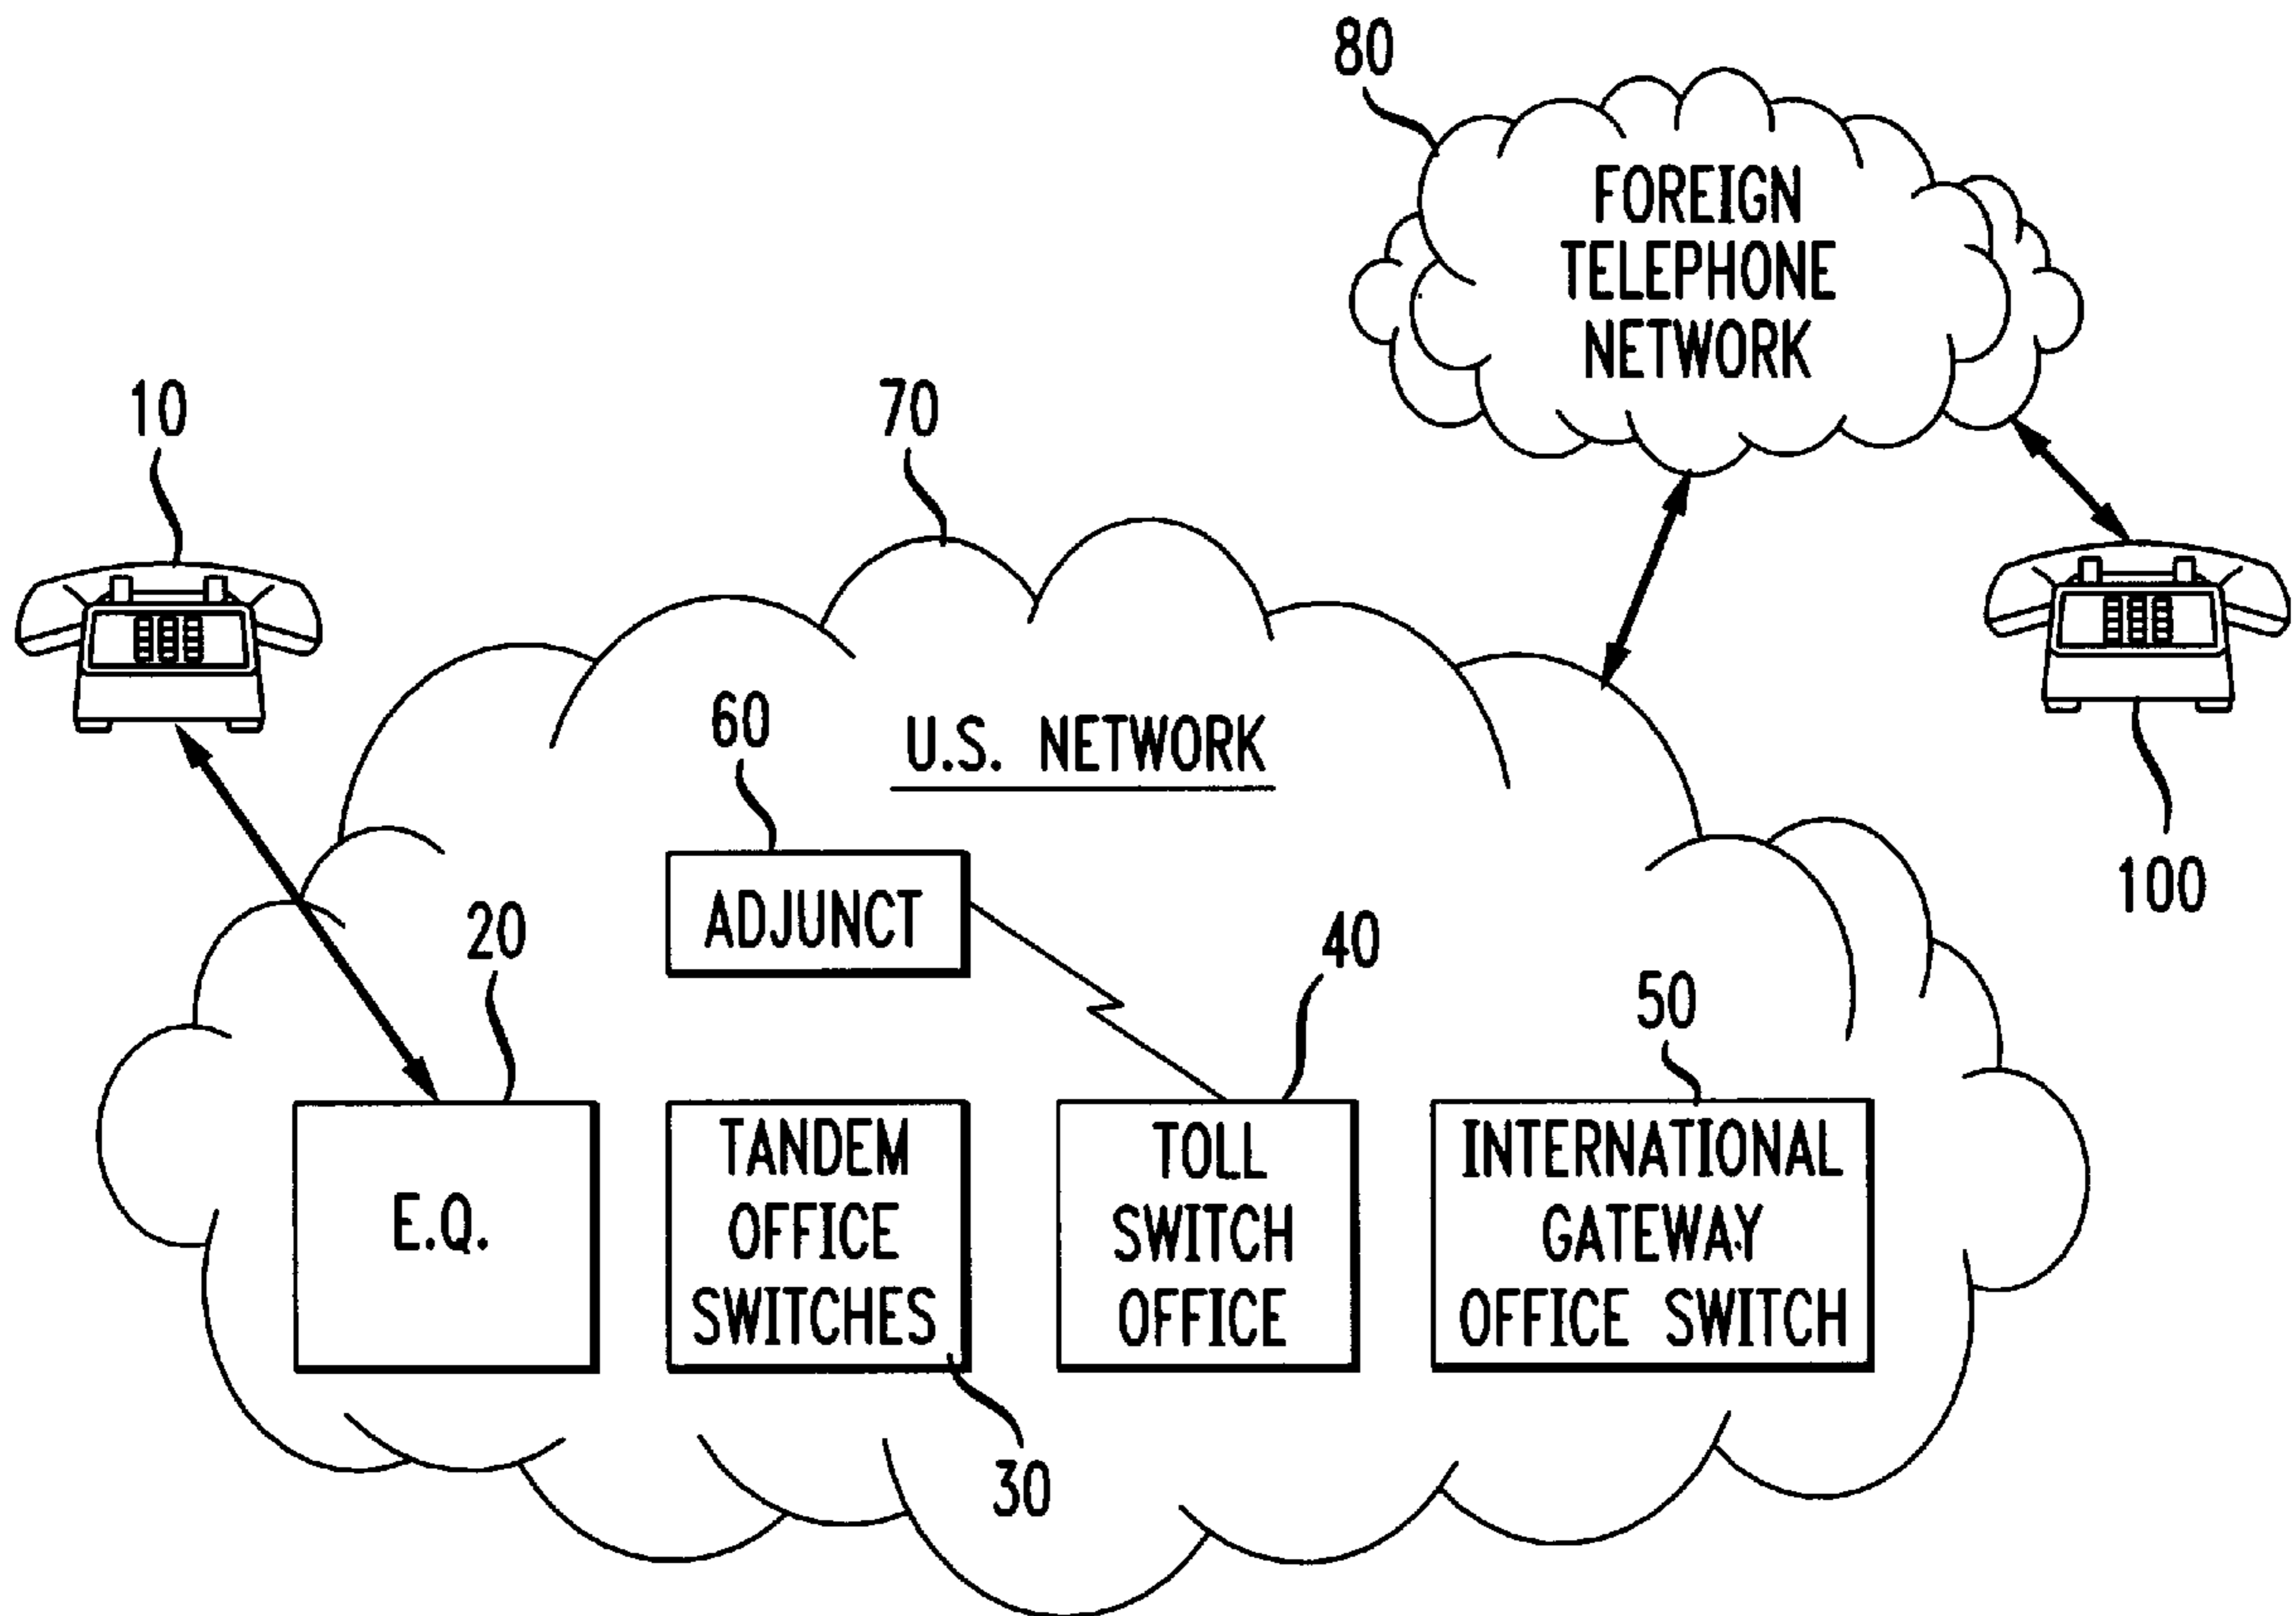 80
FOREIGN
TELEPHONE
NETWORK
10
70
60
U.S. NETWORK
100
ADJUNCT
20
40
50
E.Q.
TANDEM
OFFICE
SWITCHES
TOLL
SWITCH
OFFICE
INTERNATIONAL
GATEWAY
OFFICE SWITCH
30